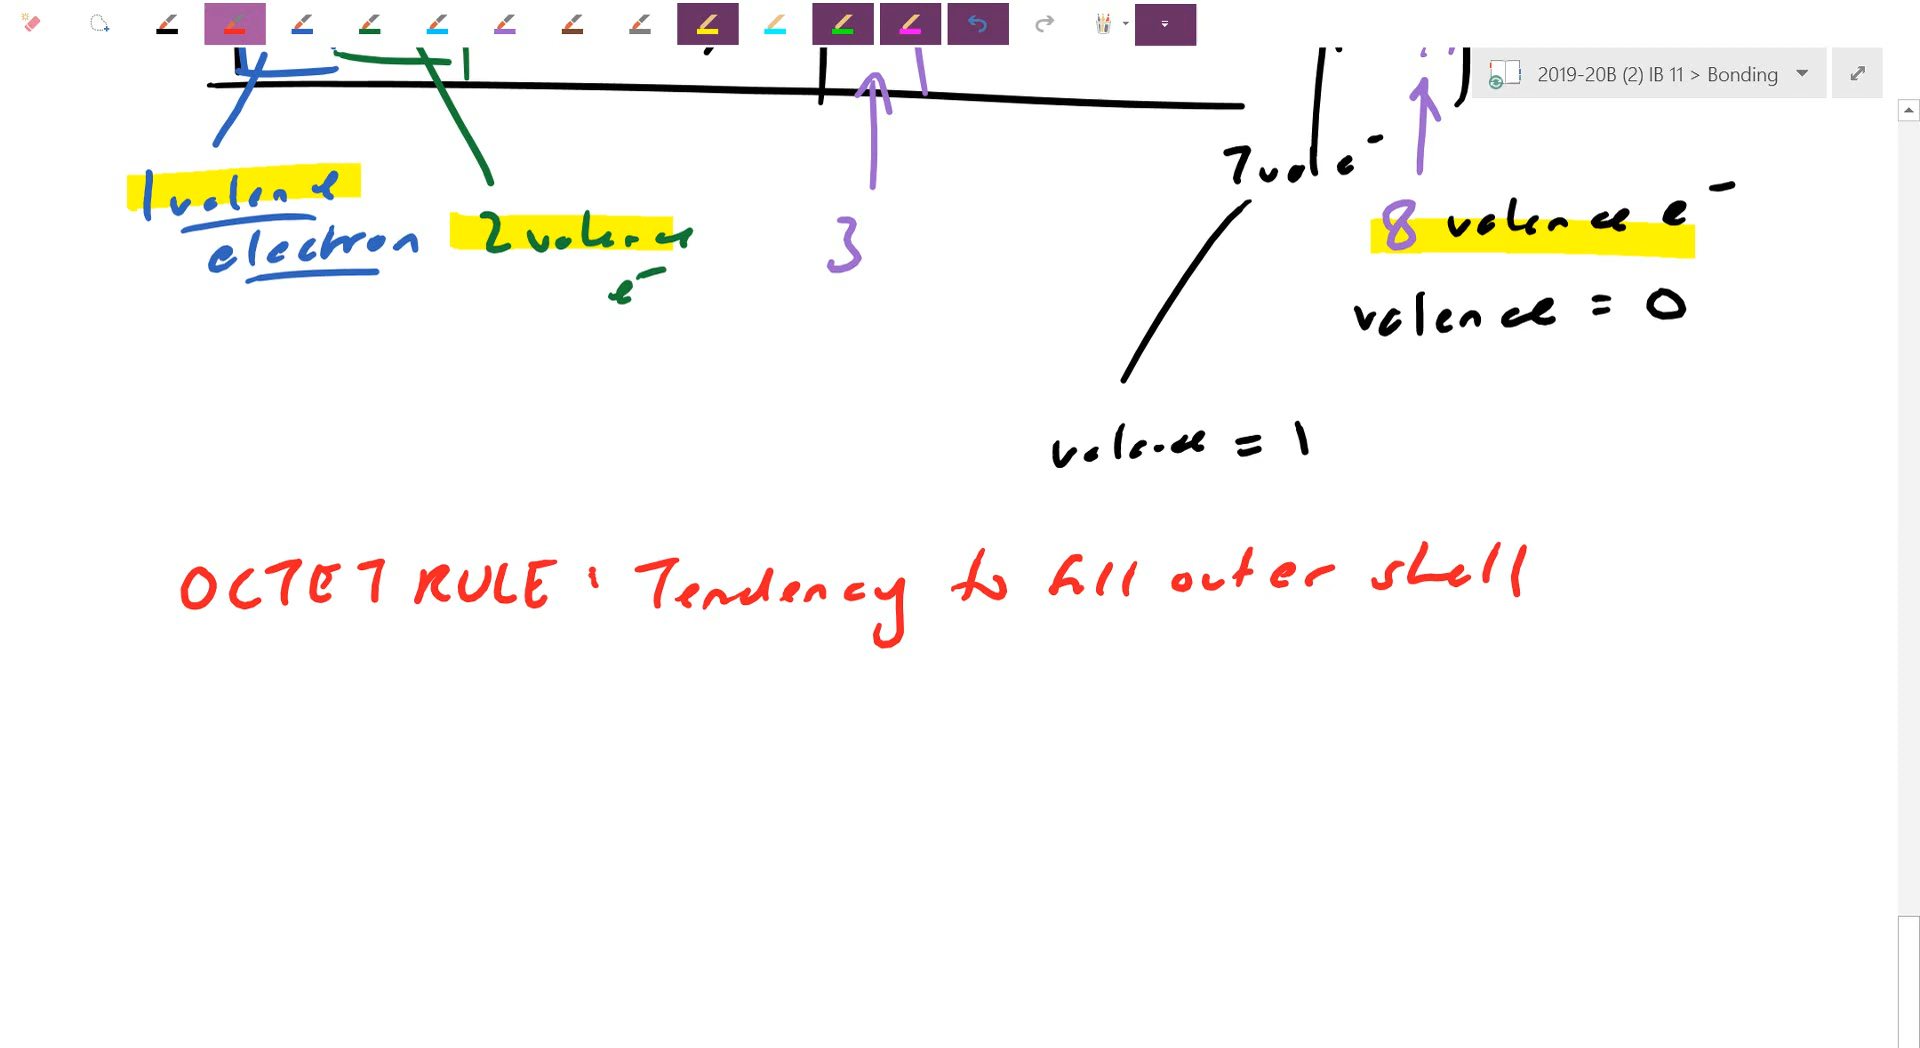 2019-20B (2) IB 11 > Bonding
1 valence
electron
2 valence
e⁻
3
7 val e⁻
8 valence e⁻
valence = 0
valence = 1
OCTET RULE : Tendency to fill outer shell